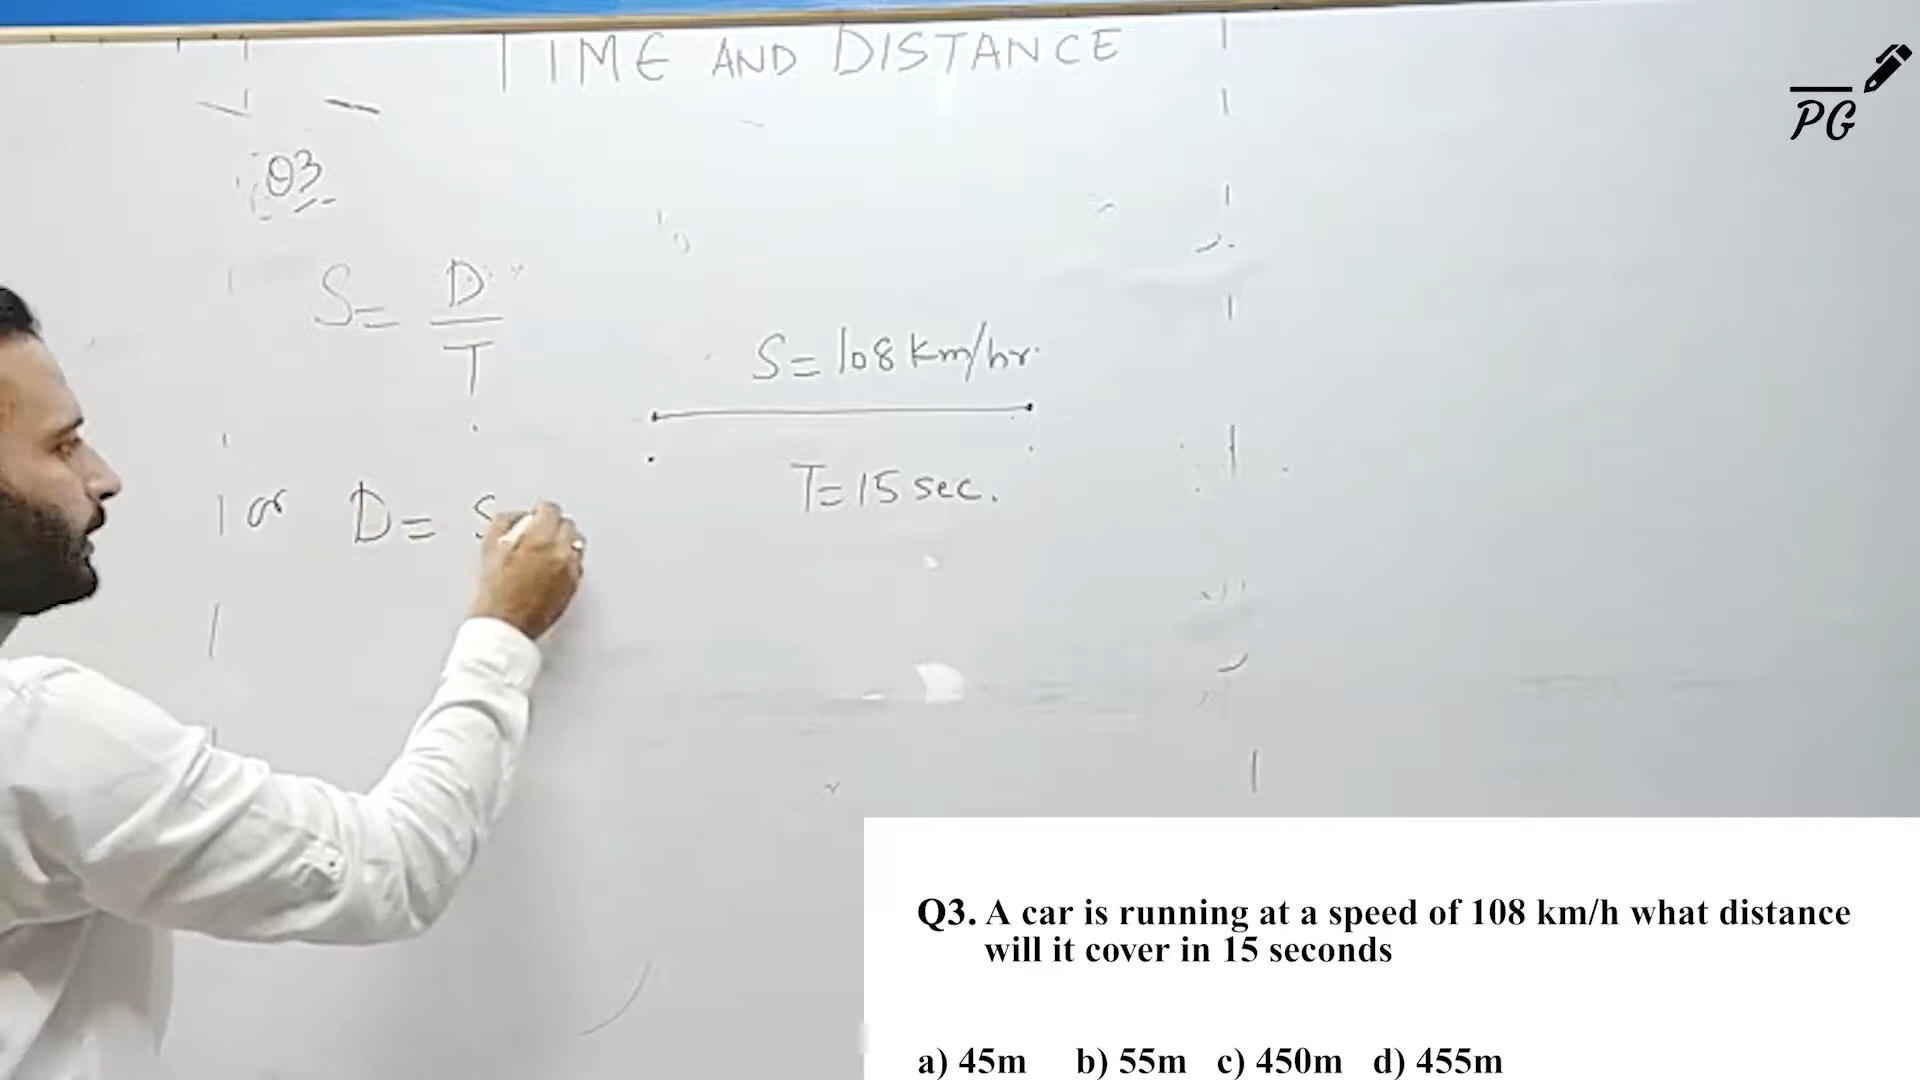 TIME AND DISTANCE
PG
Q3
S = D/T
S = 108 km/hr
T = 15 sec.
or D = S
Q3. A car is running at a speed of 108 km/h what distance
will it cover in 15 seconds
a) 45m b) 55m c) 450m d) 455m